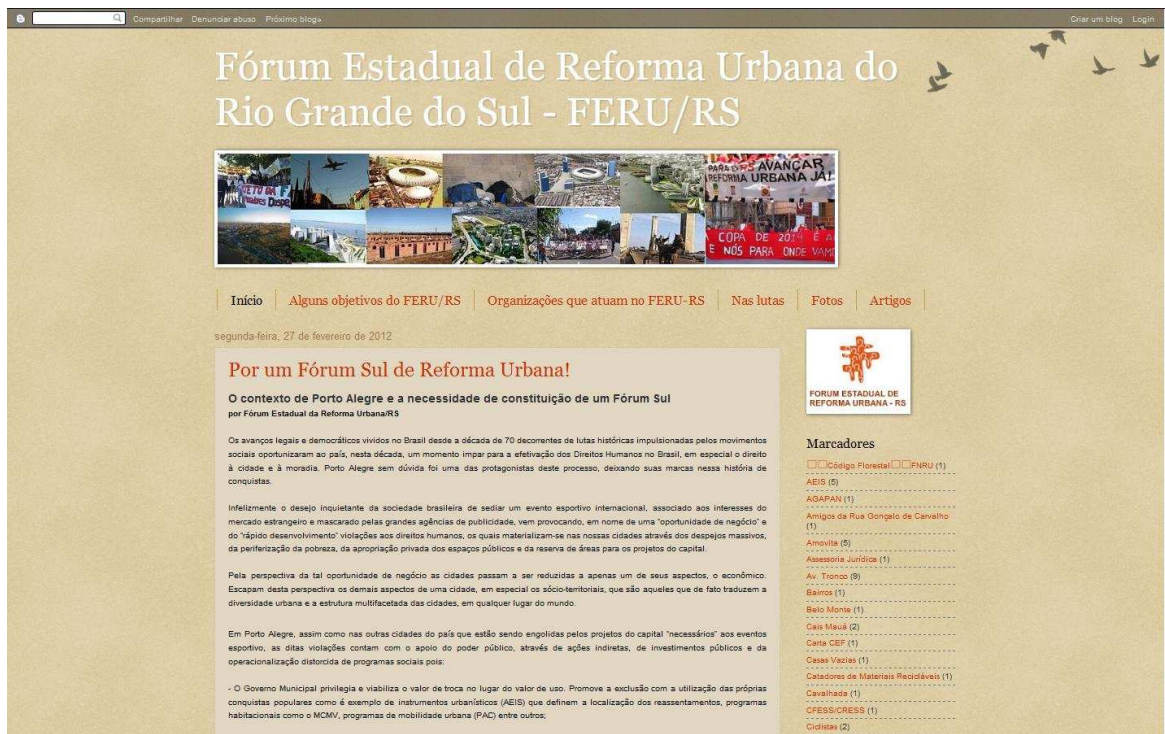 Compartilhar Denunciar abuso Próximo blog»
Criar um blog Login
Fórum Estadual de Reforma Urbana do
Rio Grande do Sul - FERU/RS
PARA O RS AVANÇAR
REFORMA URBANA JÁ!
COPA DE 2014 É A
E NÓS PARA ONDE VAMO
Início
Alguns objetivos do FERU/RS
Organizações que atuam no FERU-RS
Nas lutas
Fotos
Artigos
segunda-feira, 27 de fevereiro de 2012
Por um Fórum Sul de Reforma Urbana!
O contexto de Porto Alegre e a necessidade de constituição de um Fórum Sul
por Fórum Estadual da Reforma Urbana/RS
Os avanços legais e democráticos vividos no Brasil desde a década de 70 decorrentes de lutas históricas impulsionadas pelos movimentos
sociais oportunizaram ao país, nesta década, um momento impar para a efetivação dos Direitos Humanos no Brasil, em especial o direito
à cidade e à moradia. Porto Alegre sem dúvida foi uma das protagonistas deste processo, deixando suas marcas nessa história de
conquistas.
Infelizmente o desejo inquietante da sociedade brasileira de sediar um evento esportivo internacional, associado aos interesses do
mercado estrangeiro e mascarado pelas grandes agências de publicidade, vem provocando, em nome de uma "oportunidade de negócio" e
do "rápido desenvolvimento" violações aos direitos humanos, os quais materializam-se nas nossas cidades através dos despejos massivos,
da periferização da pobreza, da apropriação privada dos espaços públicos e da reserva de áreas para os projetos do capital.
Pela perspectiva da tal oportunidade de negócio as cidades passam a ser reduzidas a apenas um de seus aspectos, o econômico.
Escapam desta perspectiva os demais aspectos de uma cidade, em especial os sócio-territoriais, que são aqueles que de fato traduzem a
diversidade urbana e a estrutura multifacetada das cidades, em qualquer lugar do mundo.
Em Porto Alegre, assim como nas outras cidades do país que estão sendo engolidas pelos projetos do capital "necessários" aos eventos
esportivo, as ditas violações contam com o apoio do poder público, através de ações indiretas, de investimentos públicos e da
operacionalização distorcida de programas sociais pois:
- O Governo Municipal privilegia e viabiliza o valor de troca no lugar do valor de uso. Promove a exclusão com a utilização das próprias
conquistas populares como é exemplo de instrumentos urbanísticos (AEIS) que definem a localização dos reassentamentos, programas
habitacionais como o MCMV, programas de mobilidade urbana (PAC) entre outros;
FORUM ESTADUAL DE
REFORMA URBANA - RS
Marcadores
Código Florestal FNRU (1)
AEIS (5)
AGAPAN (1)
Amigos da Rua Gonçalo de Carvalho
(1)
Amovita (5)
Assessoria Jurídica (1)
Av. Tronco (9)
Bairros (1)
Belo Monte (1)
Cais Mauá (2)
Carta CEF (1)
Casas Vazias (1)
Catadores de Materiais Recicláveis (1)
Cavalhada (1)
CFESS/CRESS (1)
Ciclistas (2)